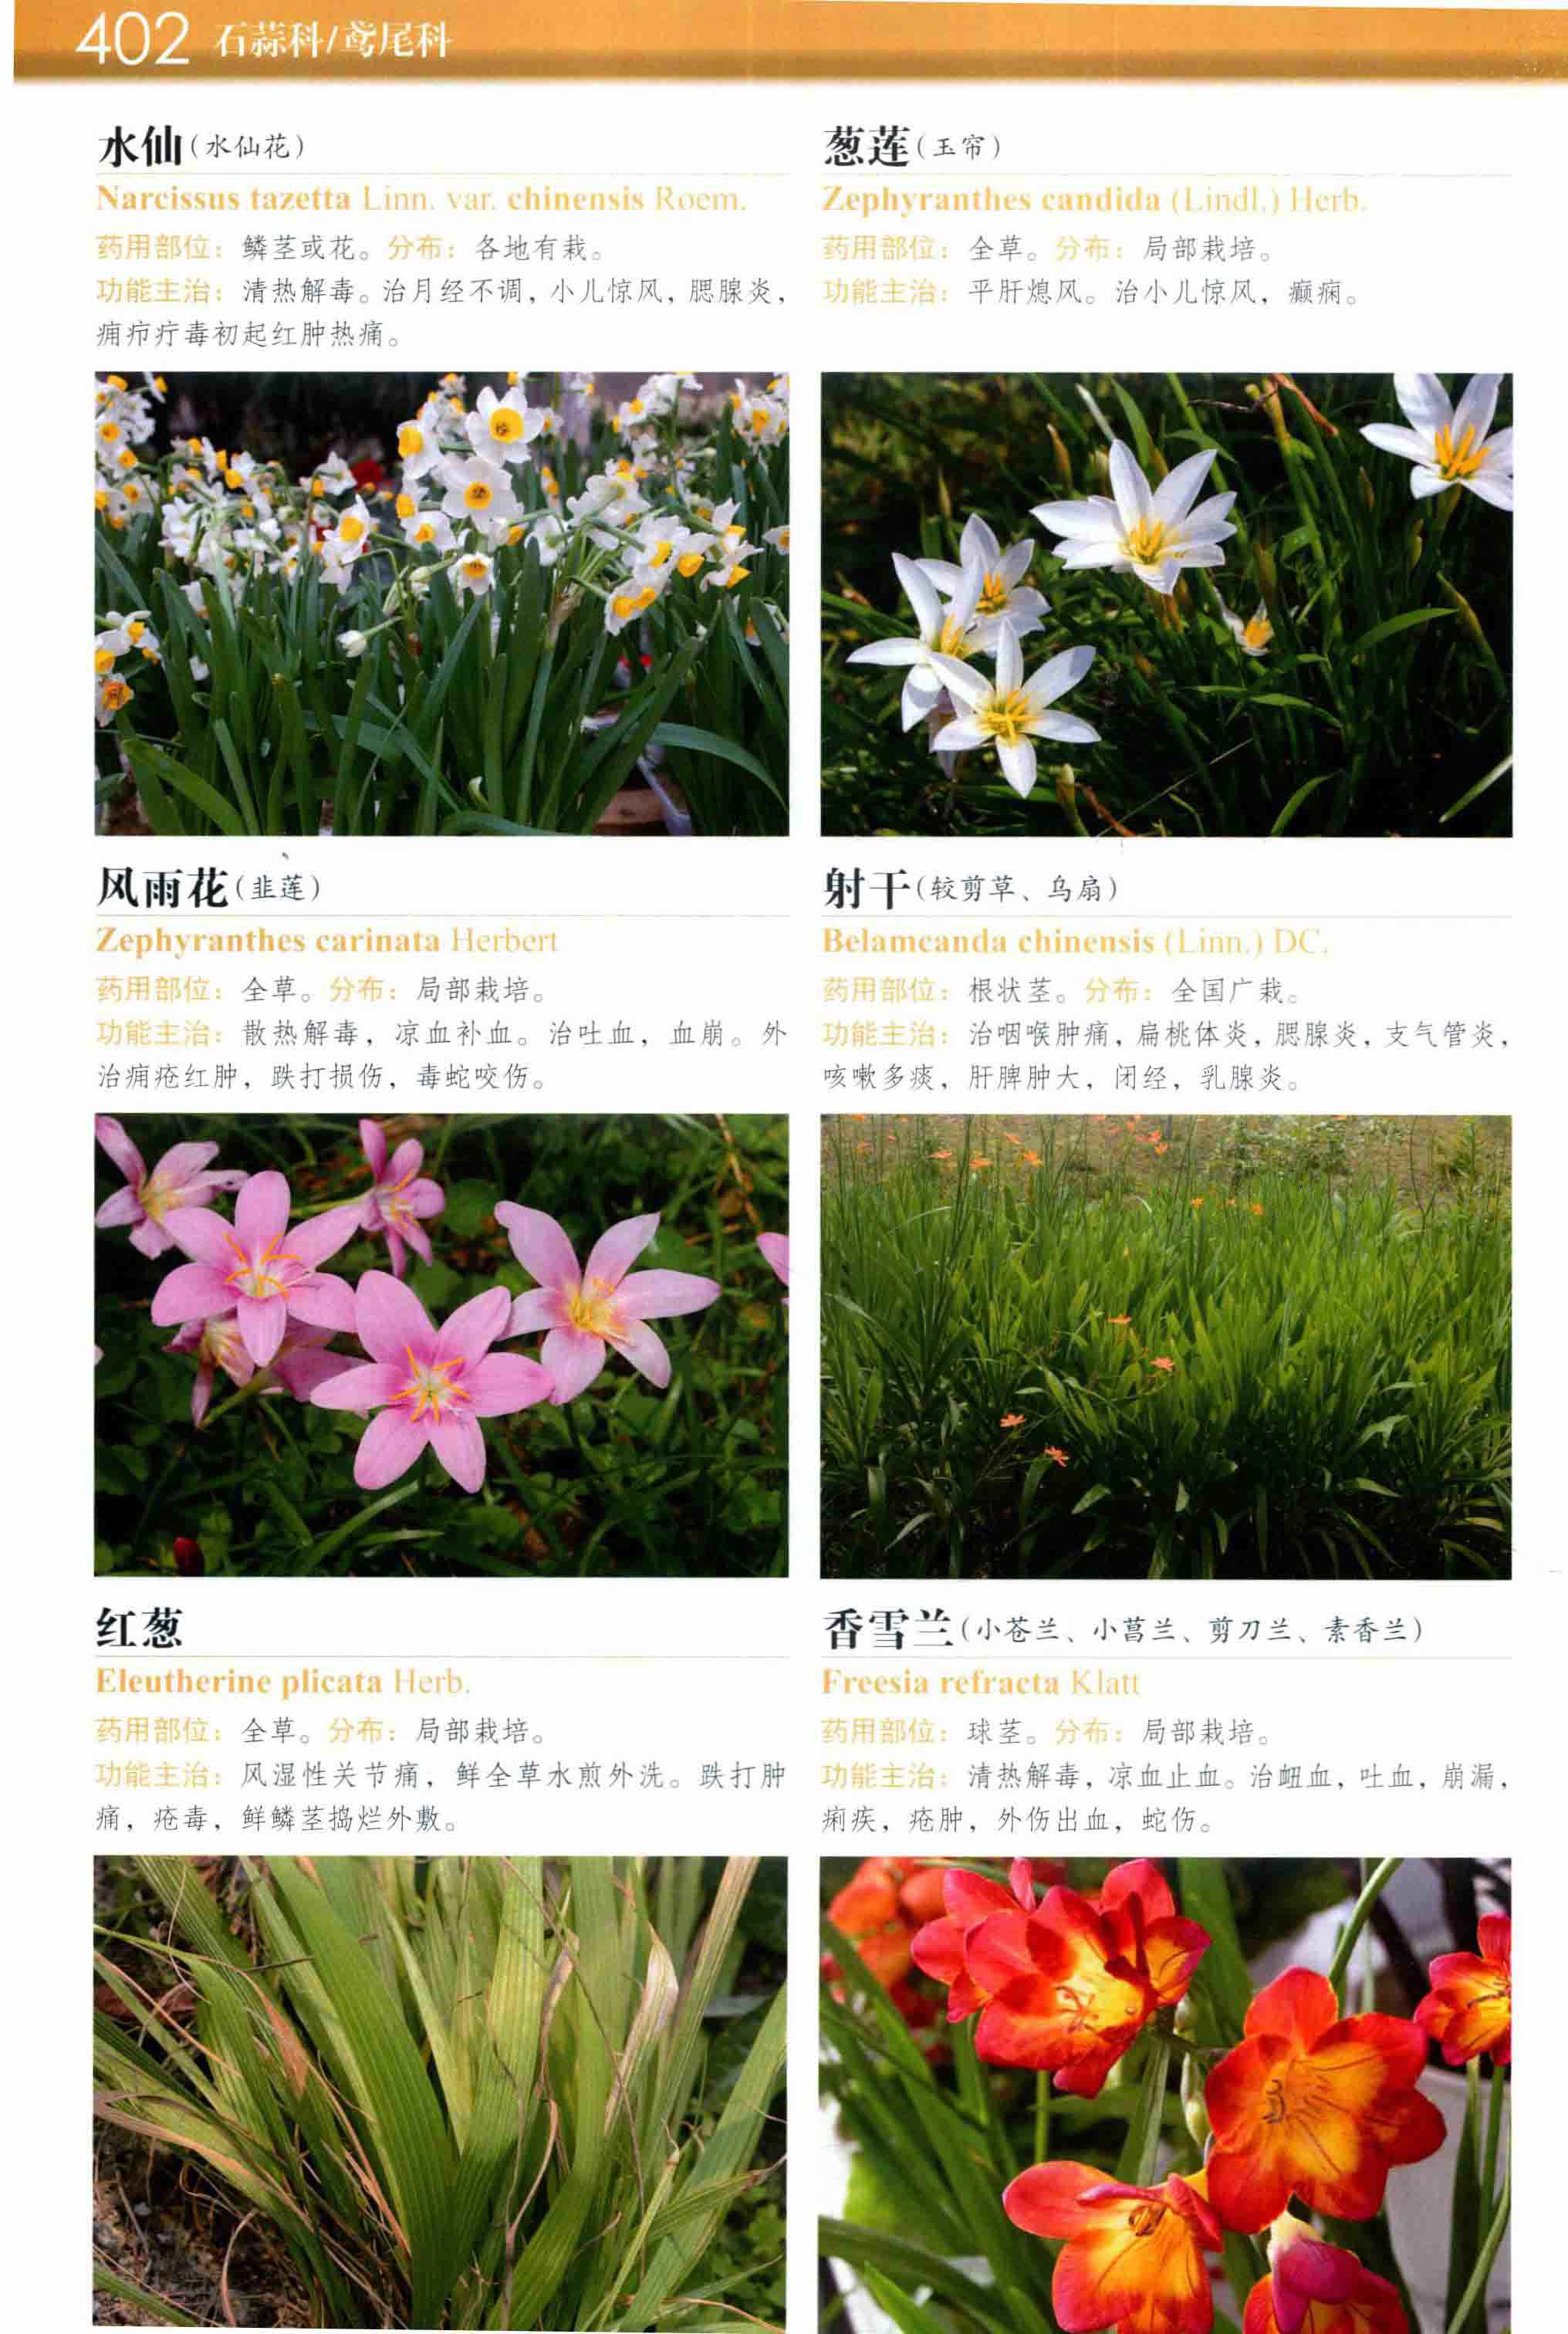 402 石蒜科/鸢尾科
水仙(水仙花)
Narcissus tazetta Linn. var. chinensis Roem.
药用部位：鳞茎或花。分布：各地有栽。
功能主治：清热解毒。治月经不调，小儿惊风，腮腺炎，
痈疖疔毒初起红肿热痛。
葱莲(玉帘)
Zephyranthes candida (Lindl.) Herb.
药用部位：全草。分布：局部栽培。
功能主治：平肝熄风。治小儿惊风，癫痫。
风雨花(韭莲)
Zephyranthes carinata Herbert
药用部位：全草。分布：局部栽培。
功能主治：散热解毒，凉血补血。治吐血，血崩。外
治痈疮红肿，跌打损伤，毒蛇咬伤。
射干(较剪草、乌扇)
Belamcanda chinensis (Linn.) DC.
药用部位：根状茎。分布：全国广栽。
功能主治：治咽喉肿痛，扁桃体炎，腮腺炎，支气管炎，
咳嗽多痰，肝脾肿大，闭经，乳腺炎。
红葱
Eleutherine plicata Herb.
药用部位：全草。分布：局部栽培。
功能主治：风湿性关节痛，鲜全草水煎外洗。跌打肿
痛，疮毒，鲜鳞茎捣烂外敷。
香雪兰(小苍兰、小菖兰、剪刀兰、素香兰)
Freesia refracta Klatt
药用部位：球茎。分布：局部栽培。
功能主治：清热解毒，凉血止血。治衄血，吐血，崩漏，
痢疾，疮肿，外伤出血，蛇伤。